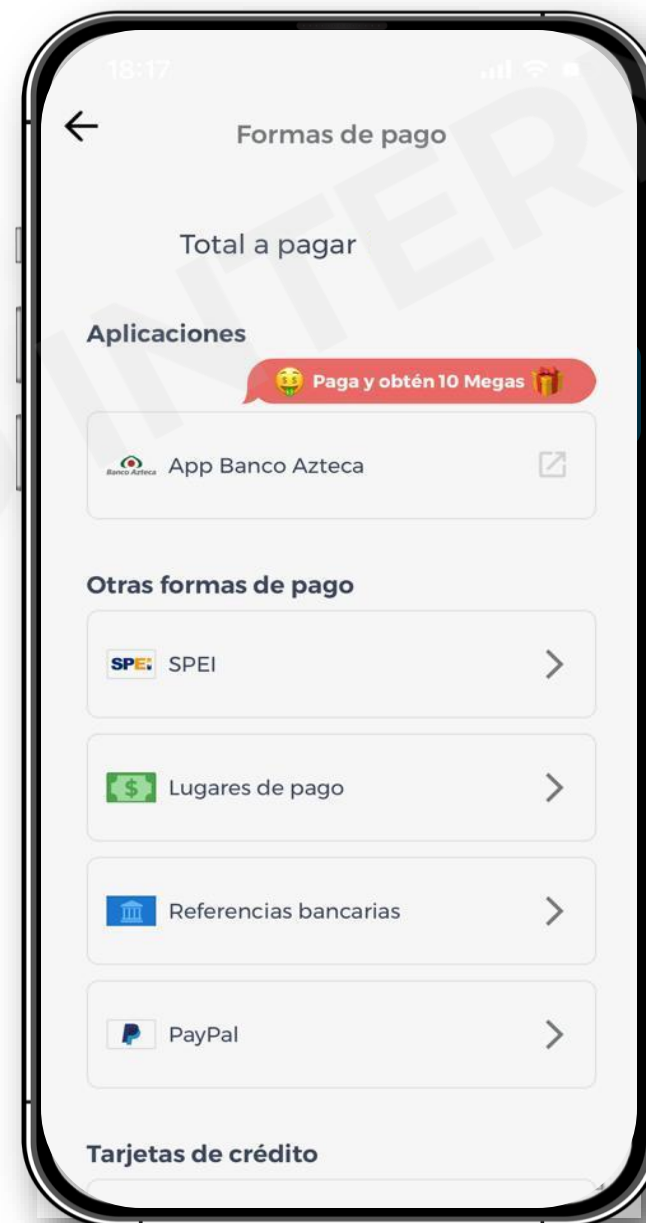 18:17
Formas de pago
Total a pagar
Aplicaciones
Paga y obtén 10 Megas
Banco Azteca App Banco Azteca
Otras formas de pago
SPEI SPEI
Lugares de pago
Referencias bancarias
PayPal
Tarjetas de crédito